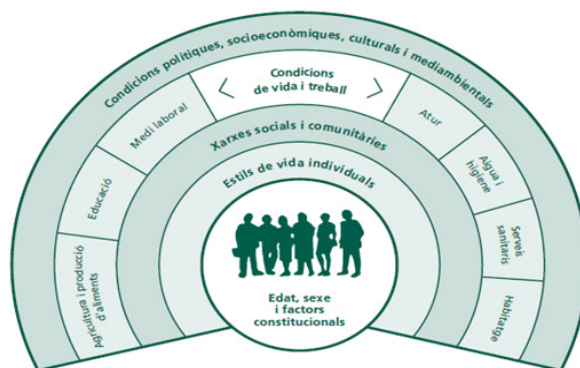 Condicions polítiques, socioeconòmiques, culturals i mediambientals
Condicions
de vida i treball
Medi laboral
Educació
Agricultura i producció
d'aliments
Atur
Aigua i
higiene
Serveis
sanitaris
Habitatge
Xarxes socials i comunitàries
Estils de vida individuals
Edat, sexe
i factors
constitucionals